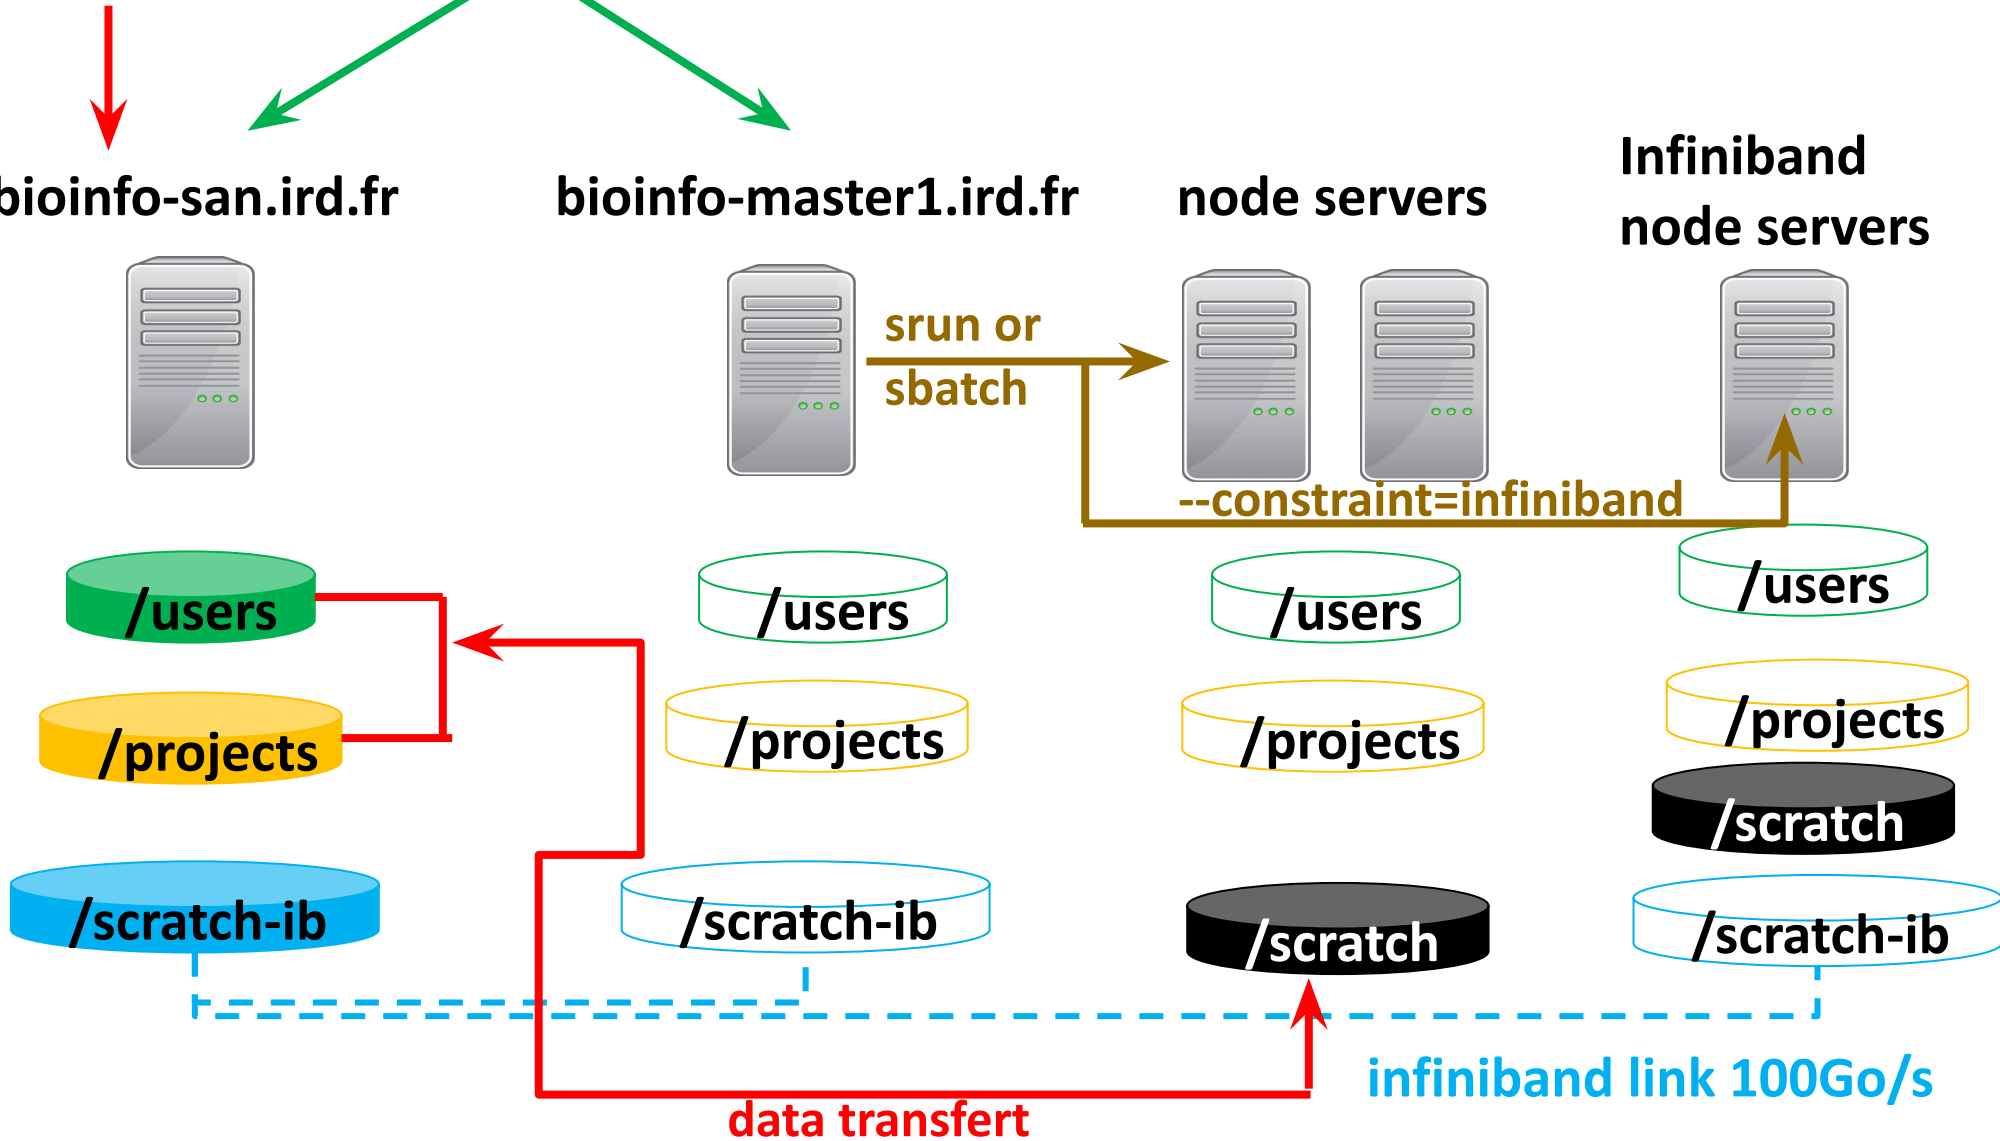 bioinfo-san.ird.fr
bioinfo-master1.ird.fr
node servers
Infiniband
node servers
srun or
sbatch
--constraint=infiniband
/users
/projects
/scratch-ib
/users
/projects
/scratch-ib
/users
/projects
/scratch
/users
/projects
/scratch
/scratch-ib
infiniband link 100Go/s
data transfert